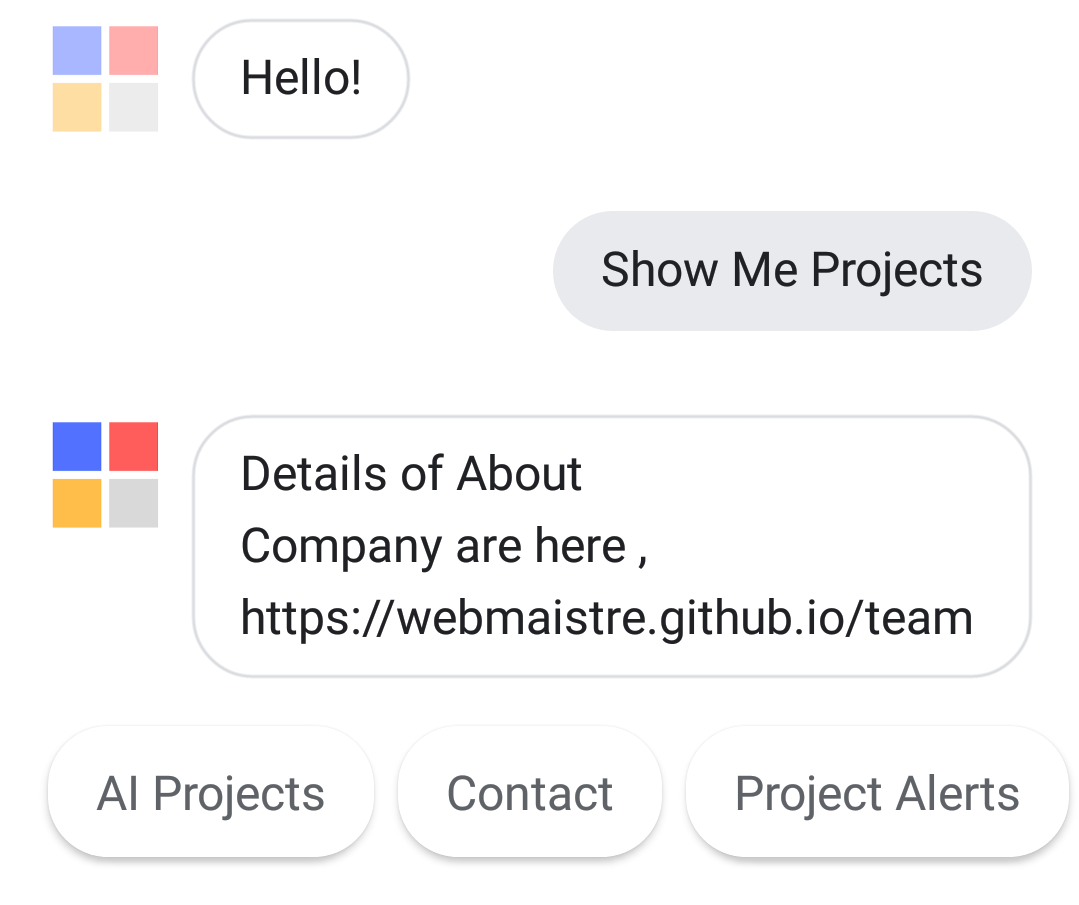 Hello!
Show Me Projects
Details of About
Company are here ,
https://webmaistre.github.io/team
AI Projects
Contact
Project Alerts